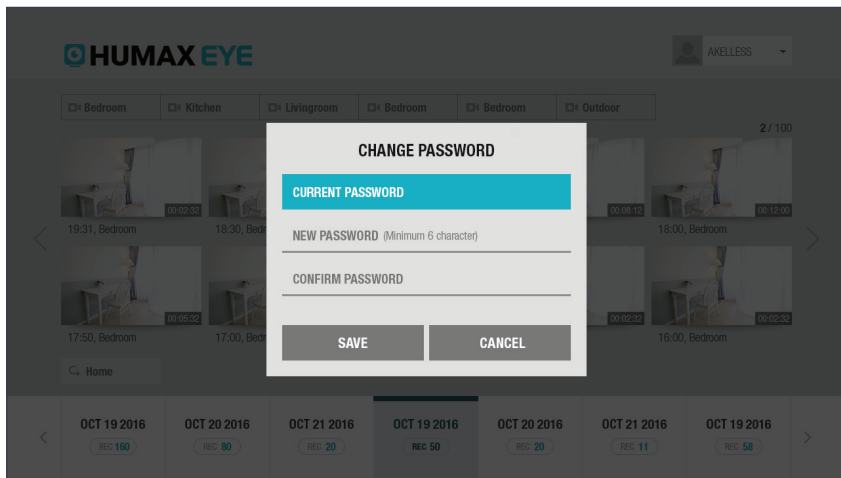 HUMAX EYE
AKELLESS
Bedroom
Kitchen
Livingroom
Bedroom
Bedroom
Outdoor
2 / 100
CHANGE PASSWORD
CURRENT PASSWORD
NEW PASSWORD (Minimum 6 character)
CONFIRM PASSWORD
SAVE
CANCEL
00:02:32
00:08:12
00:12:00
19:31, Bedroom
18:30, Bedr
18:00, Bedroom
00:05:32
00:02:32
00:02:32
17:50, Bedroom
17:00, Bedr
16:00, Bedroom
Home
OCT 19 2016
REC 160
OCT 20 2016
REC 80
OCT 21 2016
REC 20
OCT 19 2016
REC 50
OCT 20 2016
REC 20
OCT 21 2016
REC 11
OCT 19 2016
REC 58